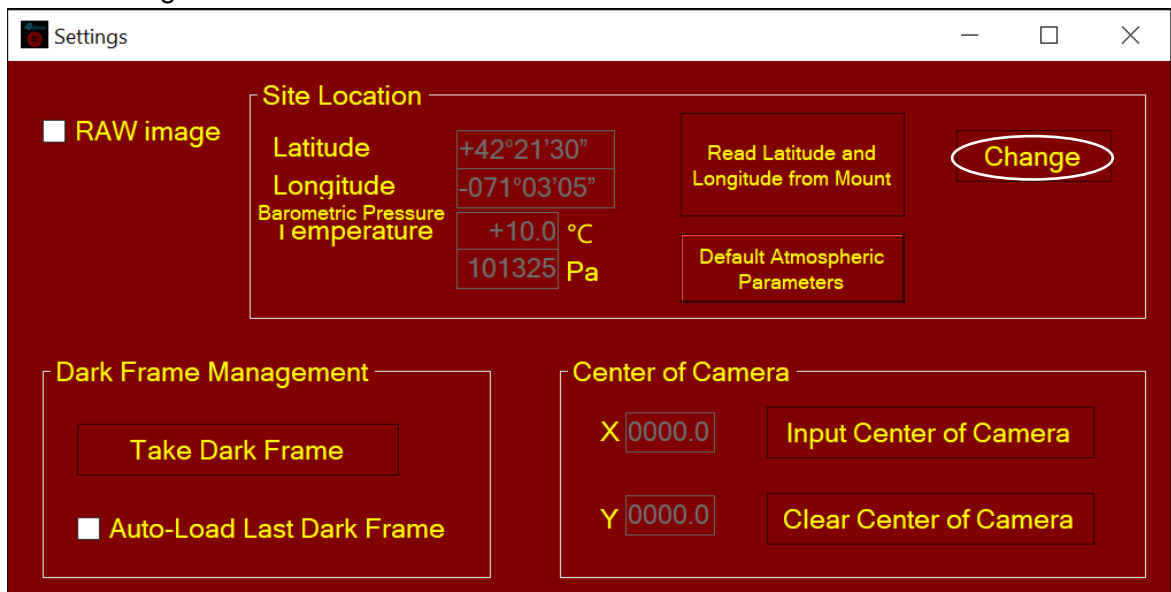 Settings
RAW image
Site Location
Latitude +42°21'30”
Longitude -071°03'05”
Barometric Pressure
Temperature +10.0 °C
101325 Pa
Read Latitude and
Longitude from Mount
Default Atmospheric
Parameters
Change
Dark Frame Management
Take Dark Frame
Auto-Load Last Dark Frame
Center of Camera
X 0000.0 Input Center of Camera
Y 0000.0 Clear Center of Camera